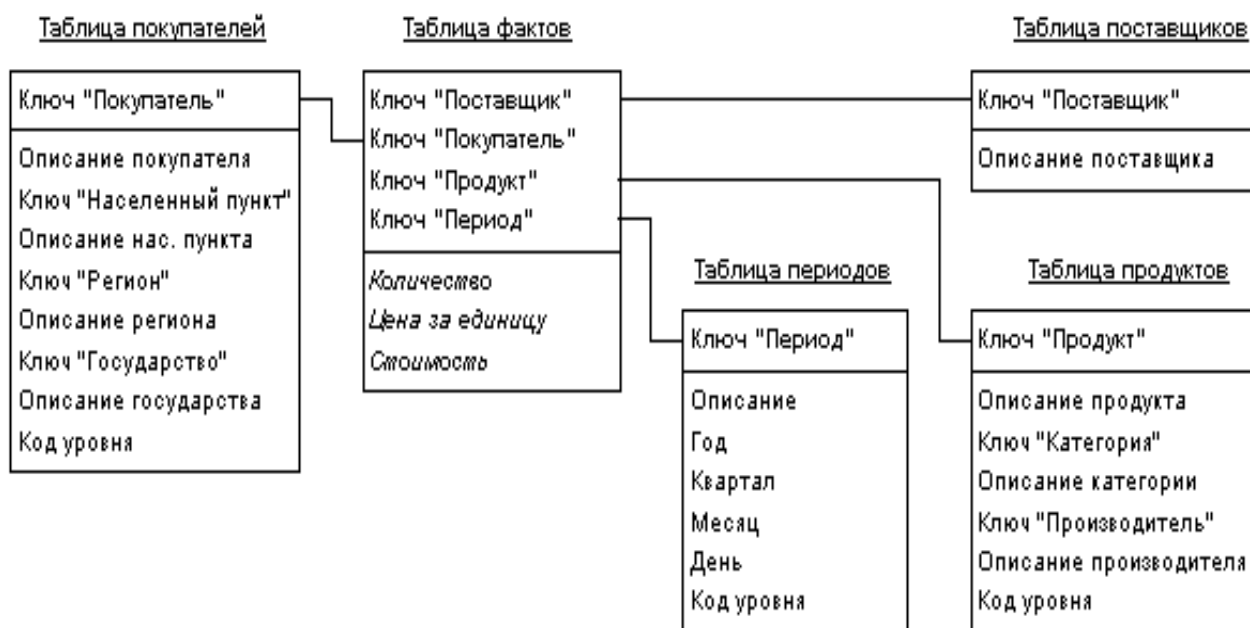 Таблица покупателей
Ключ "Покупатель"
Описание покупателя
Ключ "Населенный пункт"
Описание нас. пункта
Ключ "Регион"
Описание региона
Ключ "Государство"
Описание государства
Код уровня
Таблица фактов
Ключ "Поставщик"
Ключ "Покупатель"
Ключ "Продукт"
Ключ "Период"
Количество
Цена за единицу
Стоимость
Таблица поставщиков
Ключ "Поставщик"
Описание поставщика
Таблица периодов
Ключ "Период"
Описание
Год
Квартал
Месяц
День
Код уровня
Таблица продуктов
Ключ "Продукт"
Описание продукта
Ключ "Категория"
Описание категории
Ключ "Производитель"
Описание производителя
Код уровня